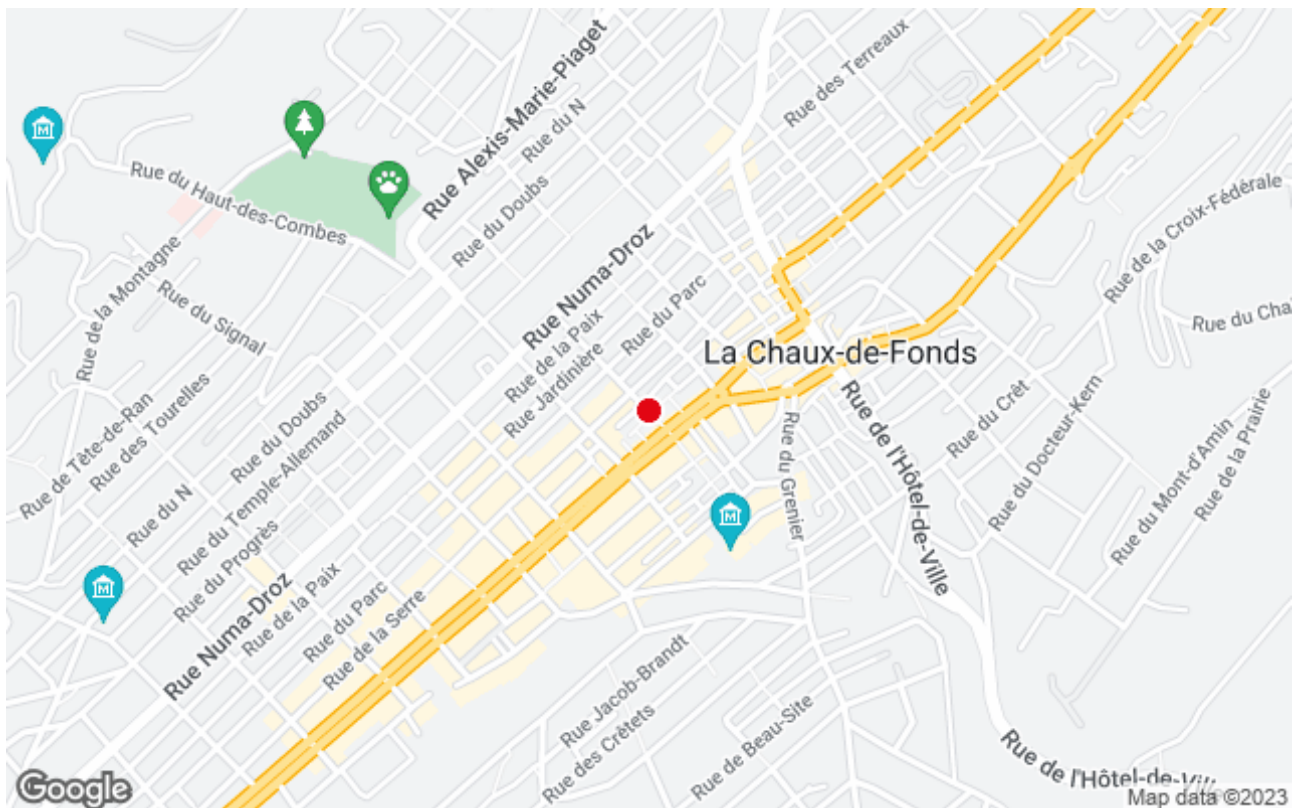 Rue des Terreaux
Rue Alexis-Marie-Piaget
Rue du N
M
Rue du Haut-des-Combes
Rue du Doubs
Rue de la Croix-Fédérale
Rue Numa-Droz
Rue de la Montagne
Rue du Signal
Rue du Parc
Rue de la Paix
Rue du Cha
Rue Jardinière
La Chaux-de-Fonds
Rue de Tête-de-Ran
Rue des Tourelles
Rue du Doubs
Rue du Temple-Allemand
Rue du Crêt
Rue du Docteur-Kern
Rue du Mont-d'Amin
Rue de la Prairie
Rue du Grenier
Rue de l'Hôtel-de-Ville
Rue du N
Rue du Progrès
M
M
Rue Numa-Droz
Rue de la Paix
Rue du Parc
Rue de la Serre
Rue Jacob-Brandt
Rue des Crêtets
Rue de Beau-Site
Rue de l'Hôtel-de-Vill
Google
Map data ©2023